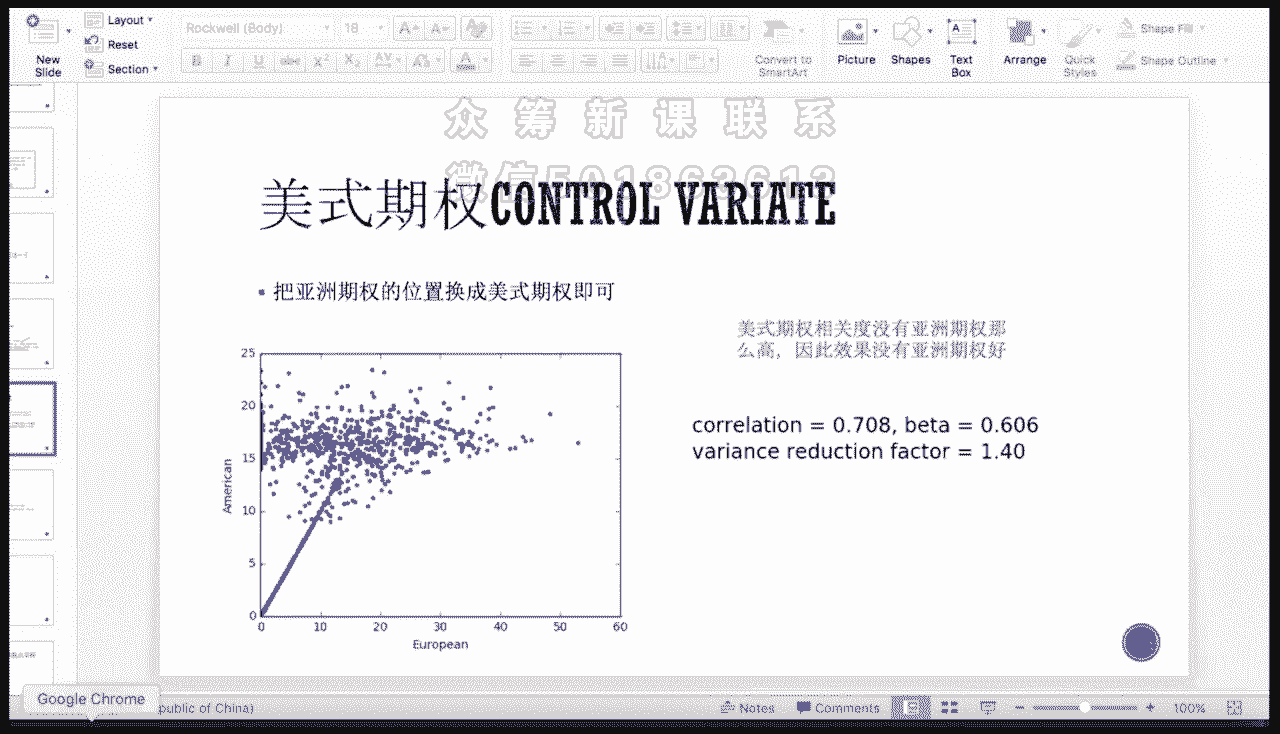 Layout
Reset
Section
New
Slide
Rockwell (Body)
18
Convert to
SmartArt
Picture
Shapes
Text
Box
Arrange
Quick
Styles
Shape Fill
Shape Outline
众筹新课联系
微信501863613
美式期权CONTROL VARIATE
把亚洲期权的位置换成美式期权即可
美式期权相关度没有亚洲期权那
么高，因此效果没有亚洲期权好
correlation = 0.708, beta = 0.606
variance reduction factor = 1.40
25
20
15
10
5
0
American
0 10 20 30 40 50 60
European
Google Chrome
public of China)
Notes
Comments
100%